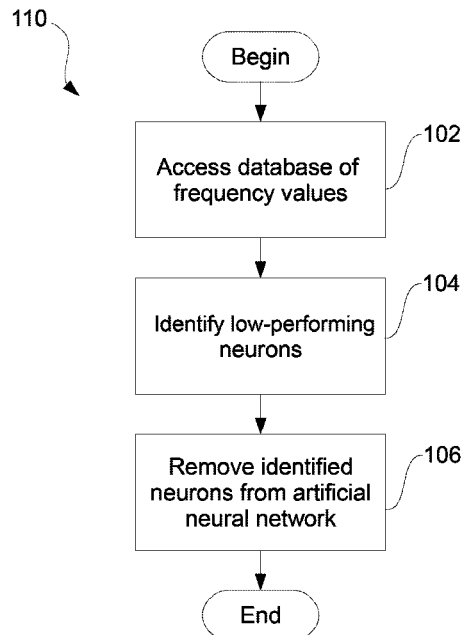 110
Begin
Access database of
frequency values
102
Identify low-performing
neurons
104
Remove identified
neurons from artificial
neural network
106
End